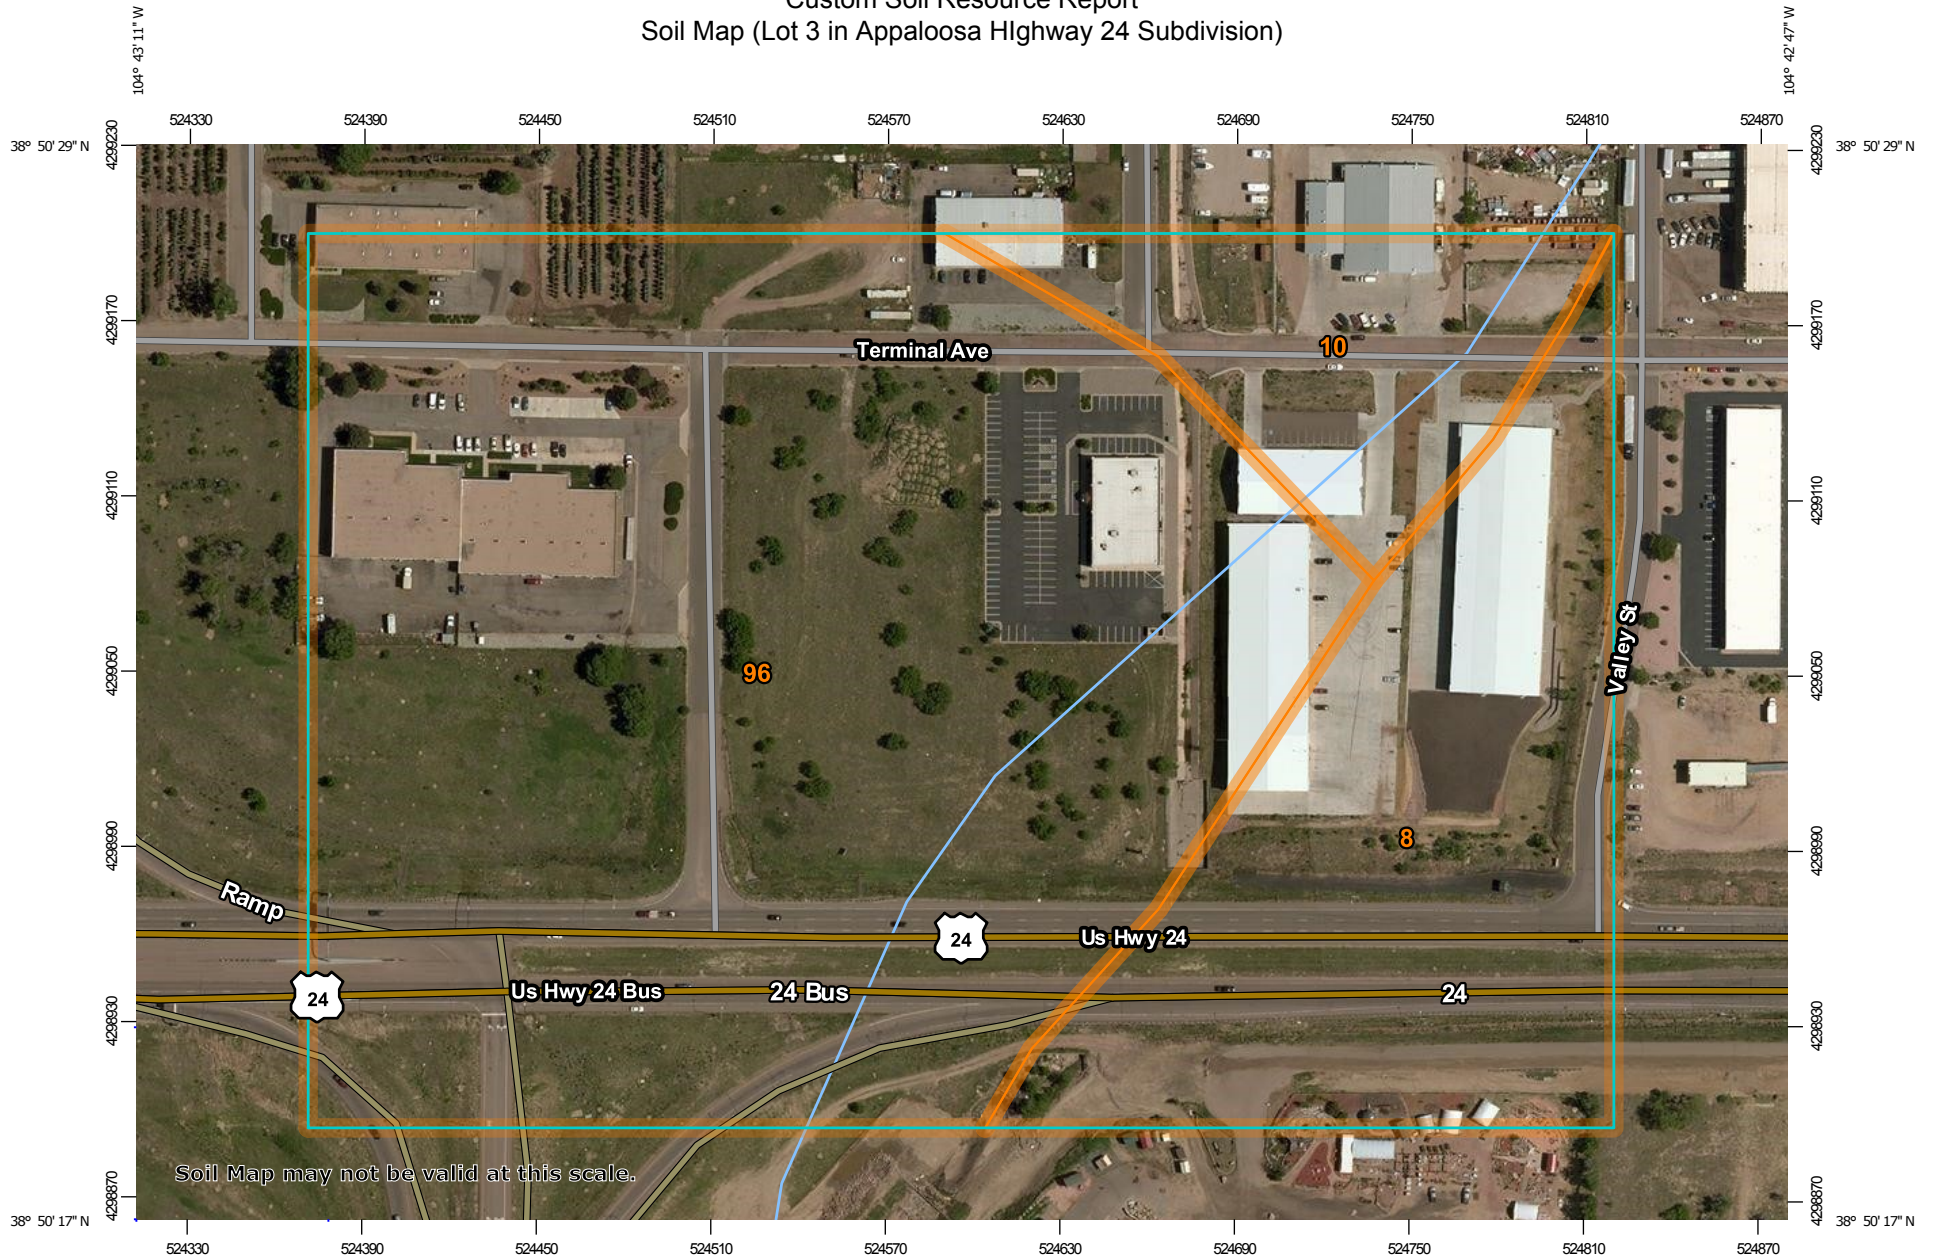 Custom Soil Resource Report
Soil Map (Lot 3 in Appaloosa HIghway 24 Subdivision)
104° 43' 11" W
104° 42' 47" W
524330 524390 524450 524510 524570 524630 524690 524750 524810 524870
38° 50' 29" N
38° 50' 29" N
4299230
4299170
4299110
4299050
4298990
4298930
4298870
4299230
4299170
4299110
4299050
4298990
4298930
4298870
Terminal Ave
10
96
Valley St
8
Ramp
24
Us Hwy 24
24
Us Hwy 24 Bus
24 Bus
24
Soil Map may not be valid at this scale.
38° 50' 17" N
38° 50' 17" N
524330 524390 524450 524510 524570 524630 524690 524750 524810 524870